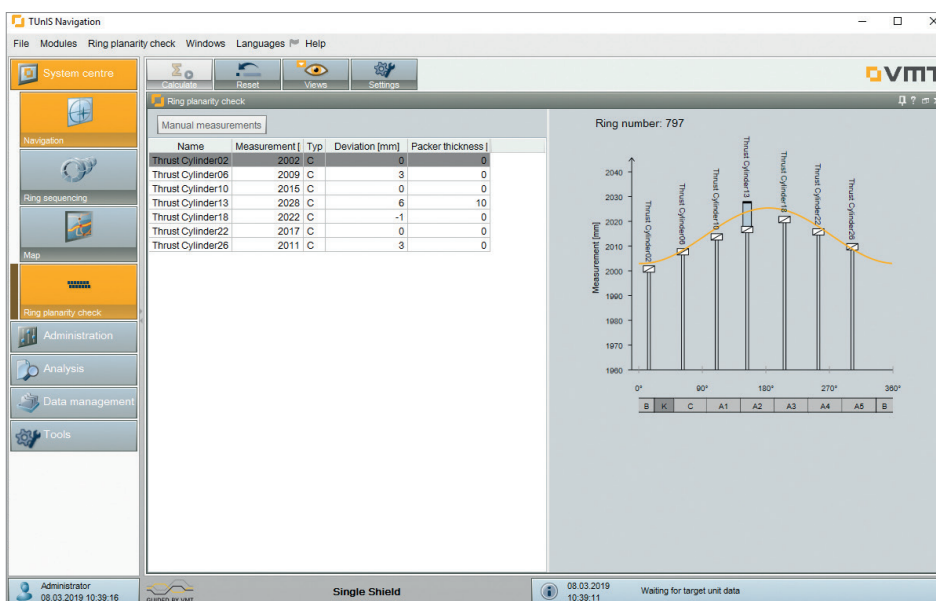 TUnIS Navigation
File Modules Ring planarity check Windows Languages Help
System centre
Navigation
Ring sequencing
Map
Ring planarity check
Administration
Analysis
Data management
Tools
Calculate Reset Views Settings
VMT
Ring planarity check
Manual measurements
Name Measurement [ Typ Deviation [mm] Packer thickness |
Thrust Cylinder02 2002 C 0 0
Thrust Cylinder06 2009 C 3 0
Thrust Cylinder10 2015 C 0 0
Thrust Cylinder13 2028 C 6 10
Thrust Cylinder18 2022 C -1 0
Thrust Cylinder22 2017 C 0 0
Thrust Cylinder26 2011 C 3 0
Ring number: 797
Measurement [mm]
2040
2030
2020
2010
2000
1990
1980
1970
1960
Thrust Cylinder02
Thrust Cylinder06
Thrust Cylinder10
Thrust Cylinder13
Thrust Cylinder18
Thrust Cylinder22
Thrust Cylinder26
0° 90° 180° 270° 360°
B K C A1 A2 A3 A4 A5 B
Administrator
08.03.2019 10:39:16
GUIDED BY VMT
Single Shield
08.03.2019
10:39:11
Waiting for target unit data